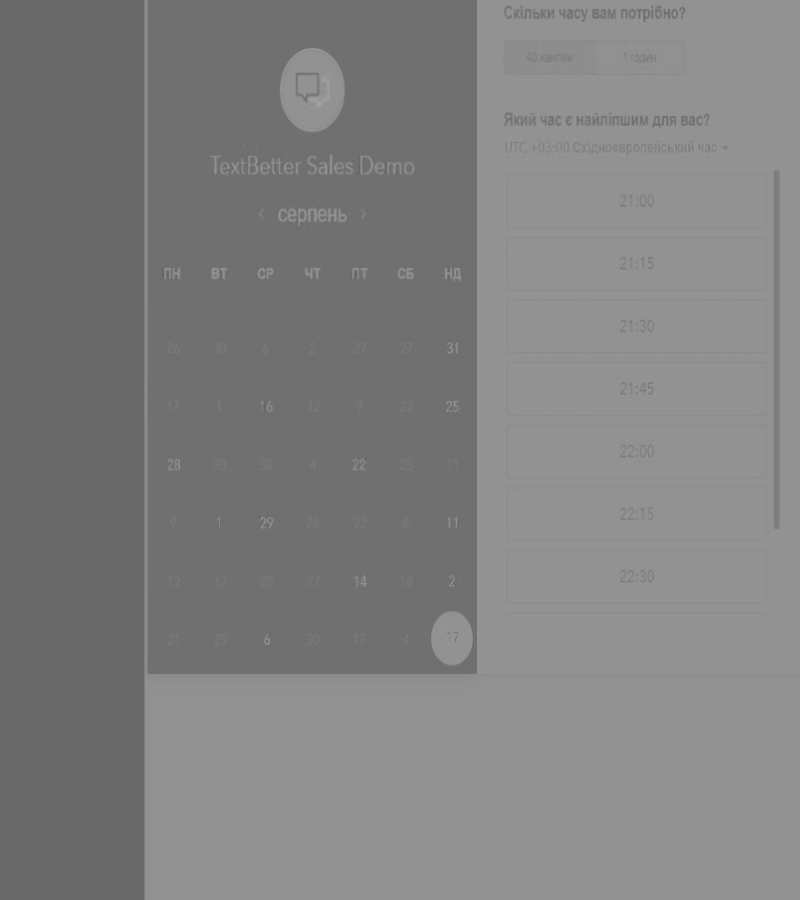 TextBetter Sales Demo
‹ серпень ›
ПН ВТ СР ЧТ ПТ СБ НД
26 30 6 2 27 27 31
17 1 16 12 9 29 25
28 30 30 4 22 25 11
9 1 29 24 22 8 11
12 12 28 27 14 18 2
21 29 6 30 17 4 17
Скільки часу вам потрібно?
40 хвилин 1 годин
Який час є найліпшим для вас?
UTC +03:00 Східноєвропейський час
21:00
21:15
21:30
21:45
22:00
22:15
22:30